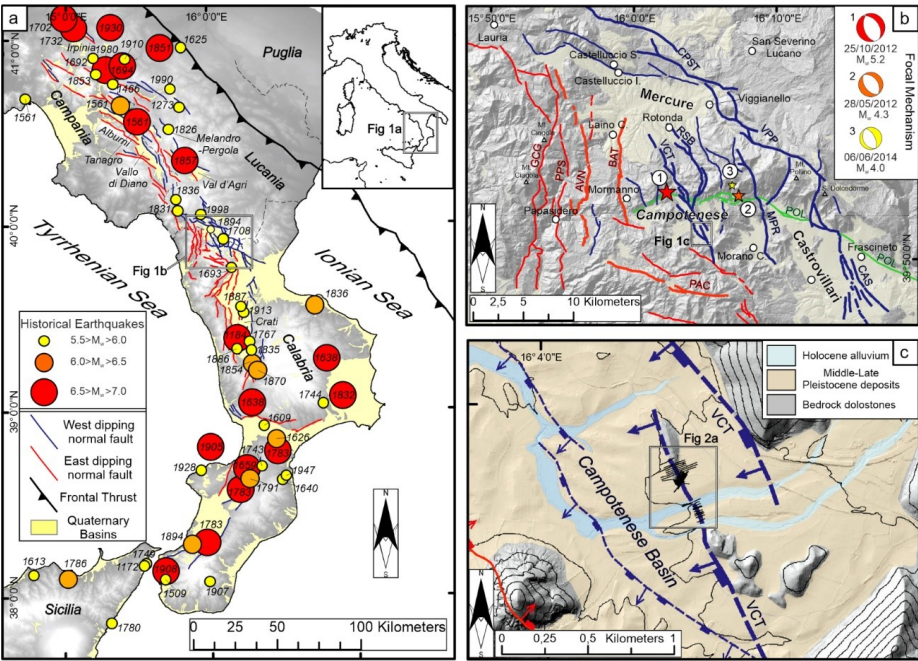 a
15°0'0"E
16°0'0"E
41°0'0"N
40°0'0"N
39°0'0"N
38°0'0"N
1702
1732
1930
Irpinia
1980
1910
1851
1625
1692
1694
1853
1466
1990
1561
1561
1273
1561
1826
Puglia
Campania
Alburni
Tanagro
Vallo
di Diano
Melandro
-Pergola
1857
Lucania
Val d'Agri
1836
1831
1998
1894
1708
Fig 1b
1693
Fig 1a
Tyrrhenian Sea
Ionian Sea
1836
1887
1913
Crati
1184
1767
1835
1886
1854
1870
Calabria
1638
1744
1832
1638
1609
1626
1905
1743
1783
1659
1928
1947
1791
1640
1783
1783
1894
1613
1786
1749
1172
1908
1509
1907
Sicilia
1780
Historical Earthquakes
5.5>Mw>6.0
6.0>Mw>6.5
6.5>Mw>7.0
West dipping
normal fault
East dipping
normal fault
Frontal Thrust
Quaternary
Basins
N
S
0 25 50 100 Kilometers
b
15°50'0"E
16°0'0"E
16°10'0"E
39°50'0"N
Lauria
Castelluccio S.
Castelluccio I.
CPST
San Severino
Lucano
Mercure
Viggianello
Rotonda
Laino C.
RSB
VPP
VCT
Mt.
Pollino
S. Dolcedorme
GCG
PPS
AVN
BAT
1
2
3
Mormanno
Papasidero
Campotenese
Fig 1c
MPR
POL
Morano C.
Castrovillari
Frascineto
POL
CAS
PAC
N
S
0 2,5 5 10 Kilometers
1
25/10/2012
Mw 5.2
2
28/05/2012
Mw 4.3
3
06/06/2014
Mw 4.0
Focal Mechanism
c
16°4'0"E
Holocene alluvium
Middle-Late
Pleistocene deposits
Bedrock dolostones
VCT
Fig 2a
Campotenese Basin
VCT
N
S
0 0,25 0,5 Kilometers 1